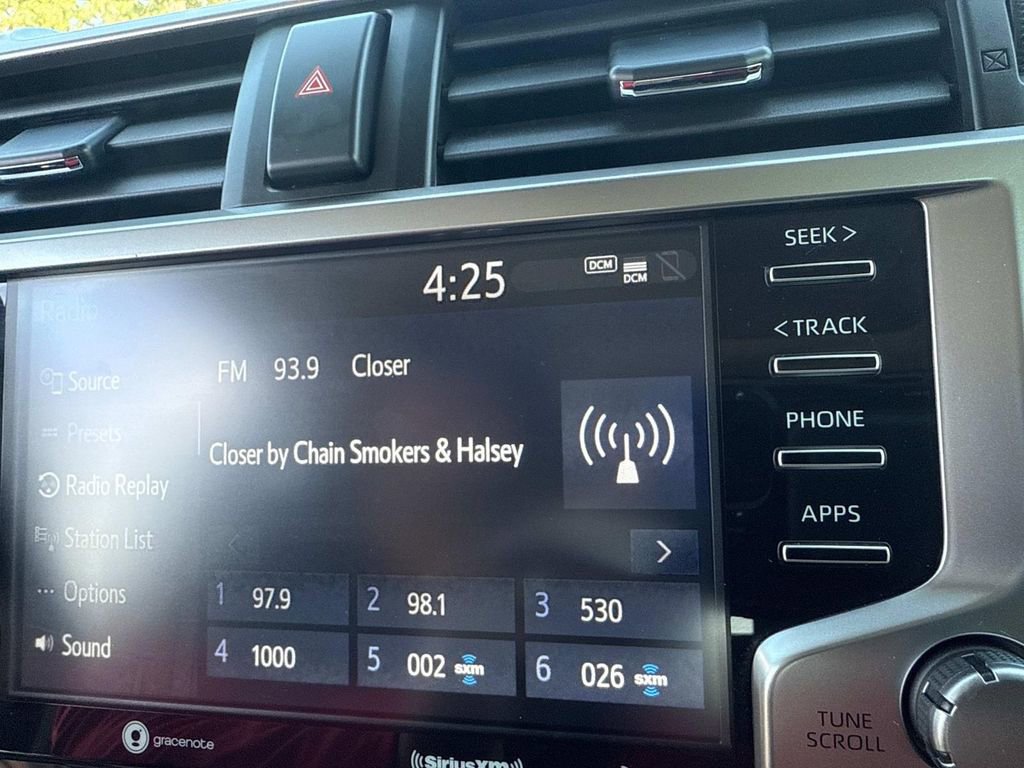 SEEK >
4:25
DCM
DCM
Radio
< TRACK
FM 93.9 Closer
Source
PHONE
Presets
Closer by Chain Smokers & Halsey
Radio Replay
APPS
Station List
>
Options
1 97.9
2 98.1
3 530
Sound
4 1000
5 002 sxm
6 026 sxm
TUNE
SCROLL
g gracenote
((SiriusXM))